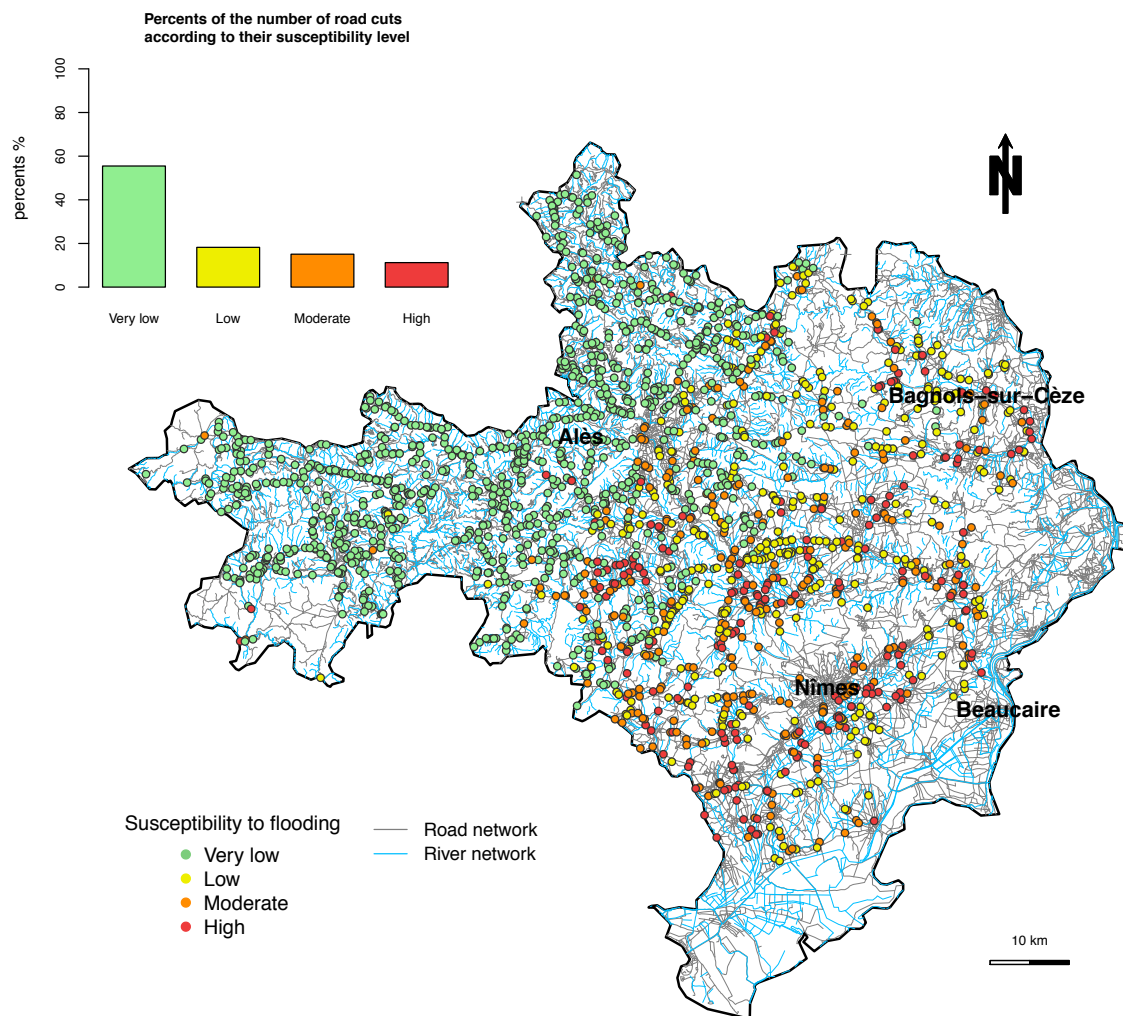 Percents of the number of road cuts
according to their susceptibility level
percents %
100
80
60
40
20
0
Very low
Low
Moderate
High
N
Bagnols−sur−Cèze
Alès
Nîmes
Beaucaire
Susceptibility to flooding
Very low
Low
Moderate
High
Road network
River network
10 km